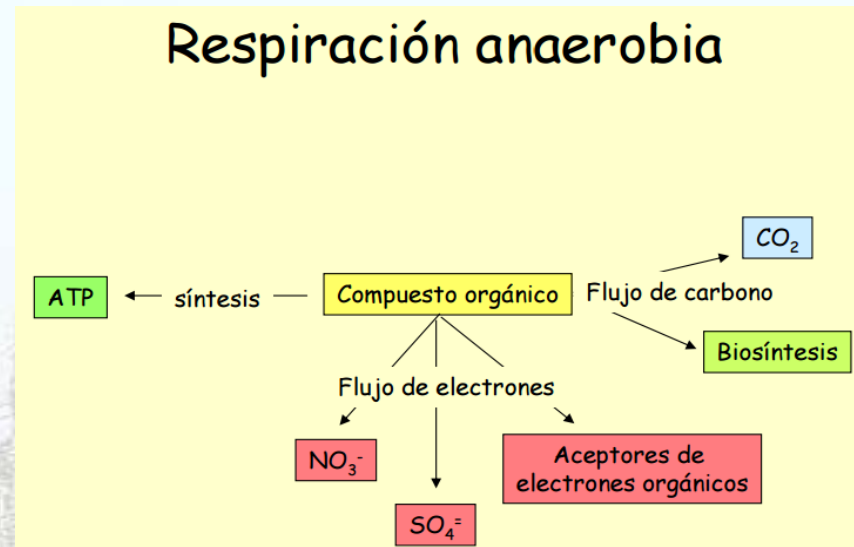 Respiración anaerobia
CO₂
ATP
síntesis
Compuesto orgánico
Flujo de carbono
Biosíntesis
Flujo de electrones
NO₃⁻
Aceptores de
electrones orgánicos
SO₄⁼